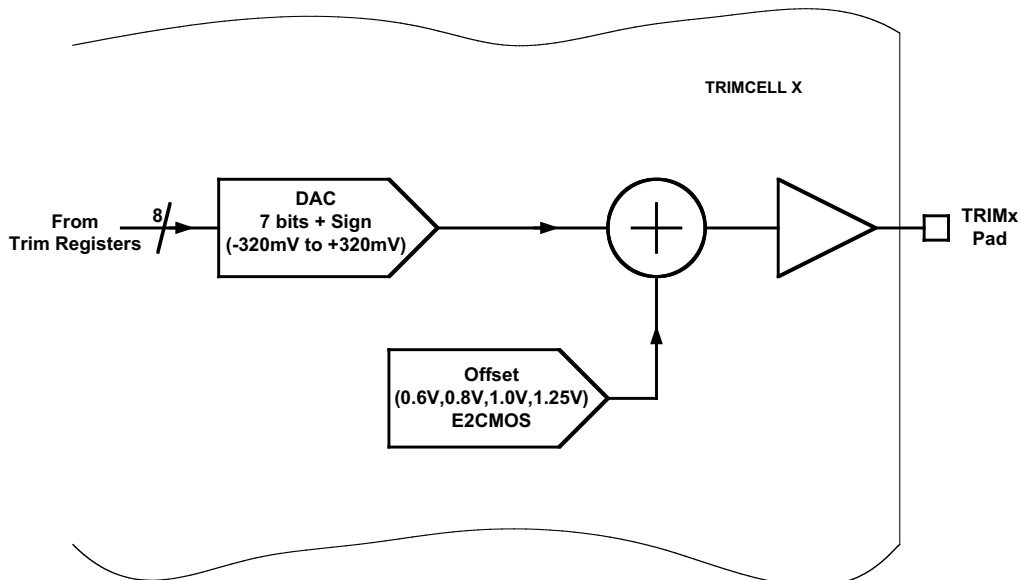 TRIMCELL X
From
Trim Registers
8
DAC
7 bits + Sign
(-320mV to +320mV)
TRIMx
Pad
Offset
(0.6V,0.8V,1.0V,1.25V)
E2CMOS